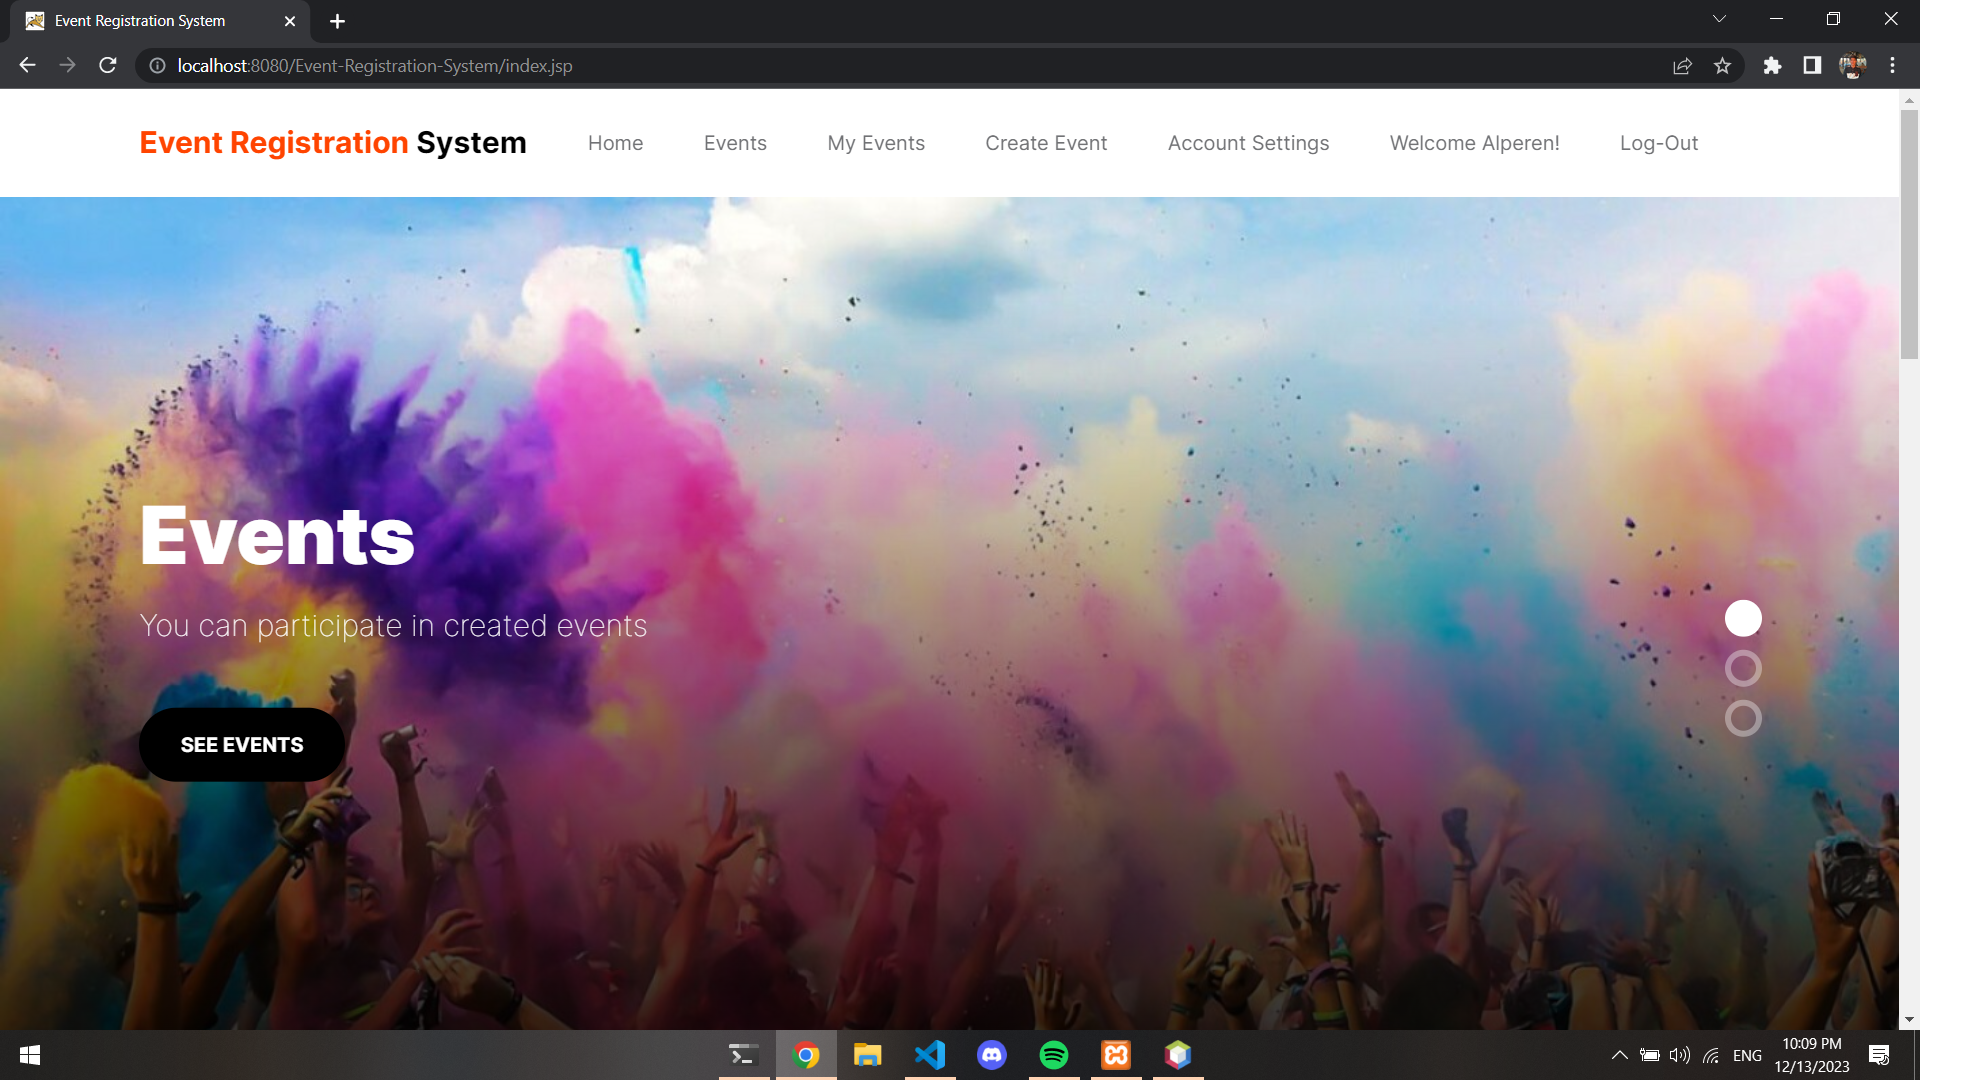 Event Registration System
localhost:8080/Event-Registration-System/index.jsp
Event Registration System Home Events My Events Create Event Account Settings Welcome Alperen! Log-Out
Events
You can participate in created events
SEE EVENTS
ENG
10:09 PM
12/13/2023